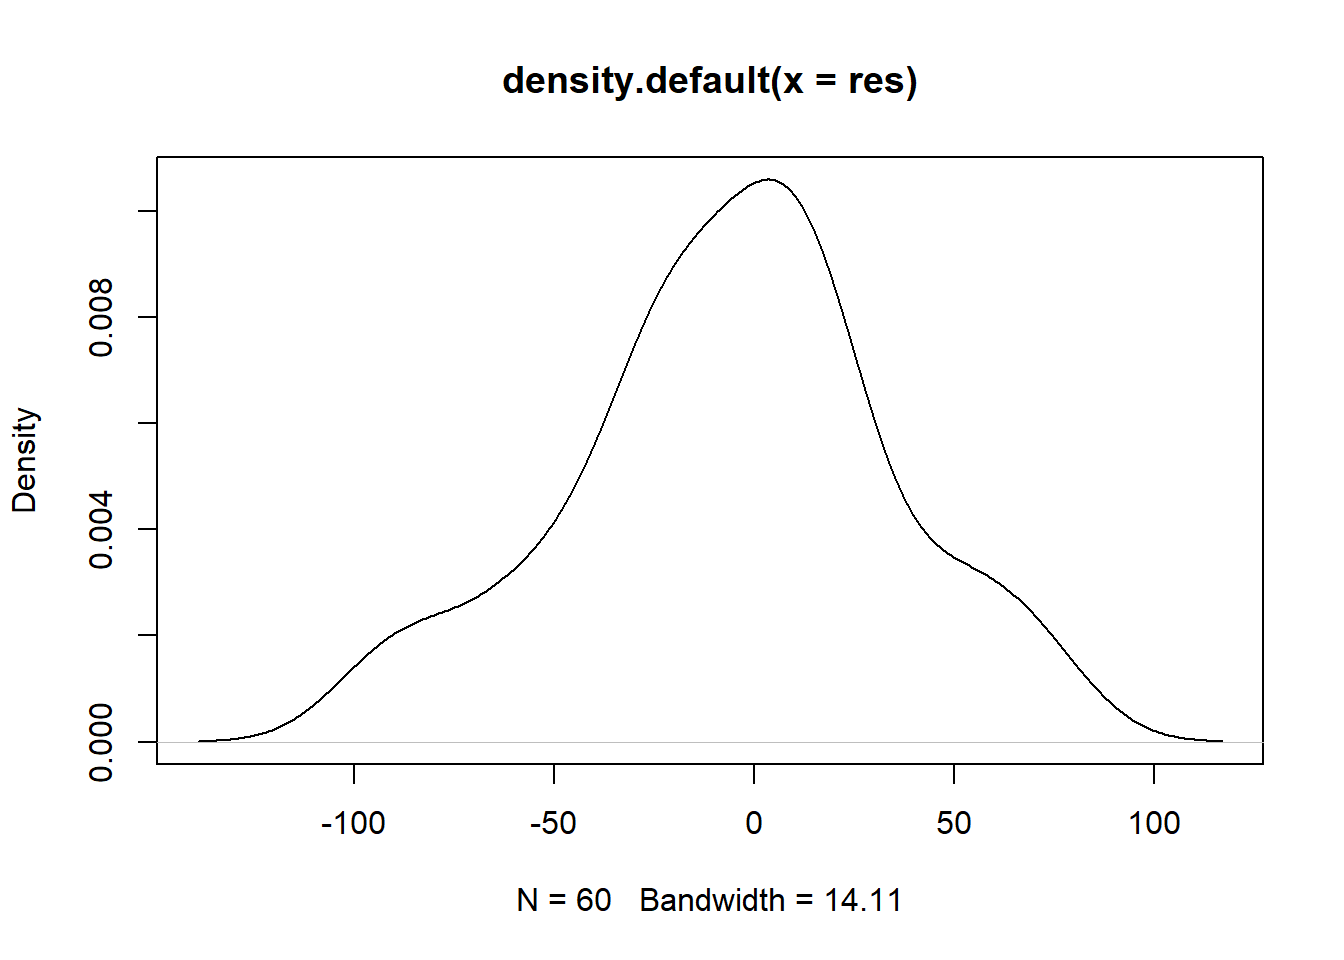 density.default(x = res)
Density
0.008
0.004
0.000
-100 -50 0 50 100
N = 60 Bandwidth = 14.11